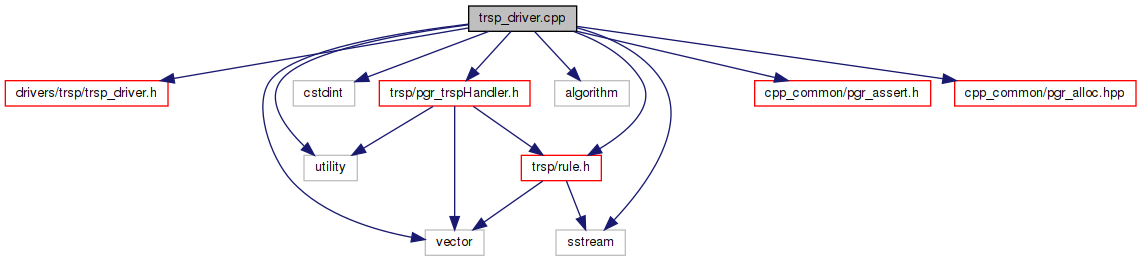 trsp_driver.cpp
drivers/trsp/trsp_driver.h
cstdint
trsp/pgr_trspHandler.h
algorithm
cpp_common/pgr_assert.h
cpp_common/pgr_alloc.hpp
utility
trsp/rule.h
vector
sstream